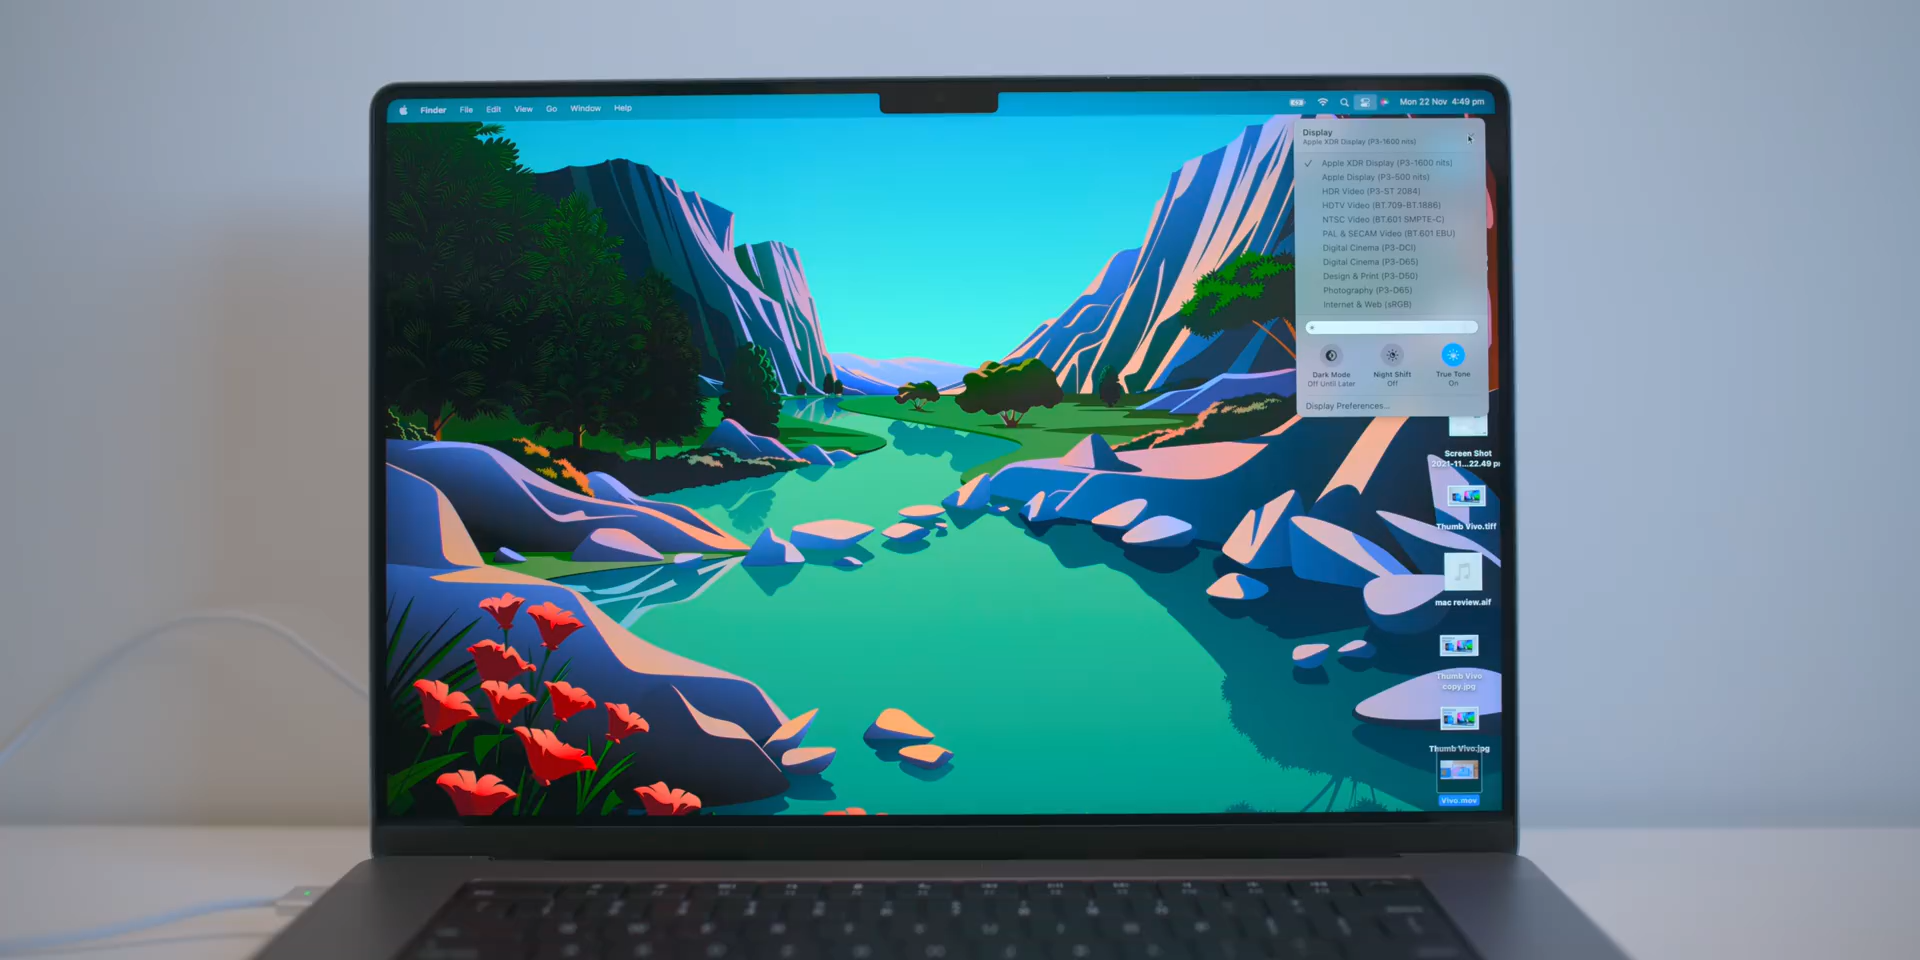 Finder File Edit View Go Window Help
Mon 22 Nov 4:49 pm
Display
Apple XDR Display (P3-1600 nits)
✓ Apple XDR Display (P3-1600 nits)
Apple Display (P3-500 nits)
HDR Video (P3-ST 2084)
HDTV Video (BT.709-BT.1886)
NTSC Video (BT.601 SMPTE-C)
PAL & SECAM Video (BT.601 EBU)
Digital Cinema (P3-DCI)
Digital Cinema (P3-D65)
Design & Print (P3-D50)
Photography (P3-D65)
Internet & Web (sRGB)
Dark Mode
Off Until Later
Night Shift
Off
True Tone
On
Display Preferences...
Screen Shot
2021-11...22.49 pm
Thumb Vivo.tiff
mac review.aif
Thumb Vivo
copy.jpg
Thumb Vivo.jpg
Vivo.mov